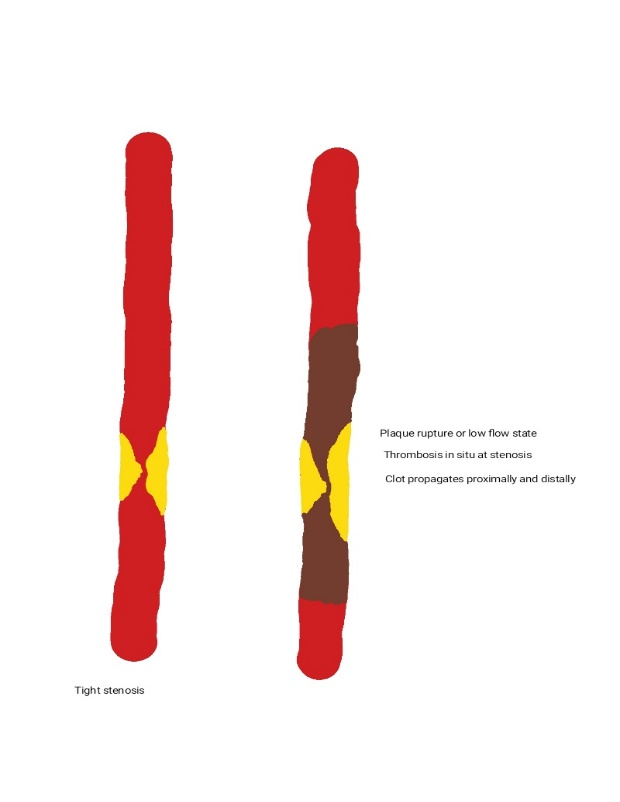 Plaque rupture or low flow state
Thrombosis in situ at stenosis
Clot propagates proximally and distally
Tight stenosis